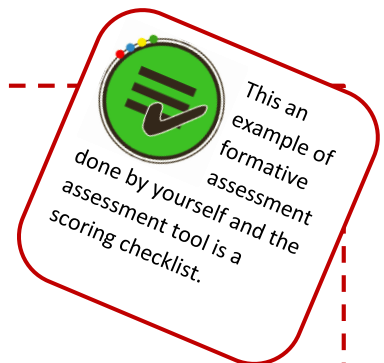 This an
example of
formative
assessment
done by yourself and the
assessment tool is a
scoring checklist.